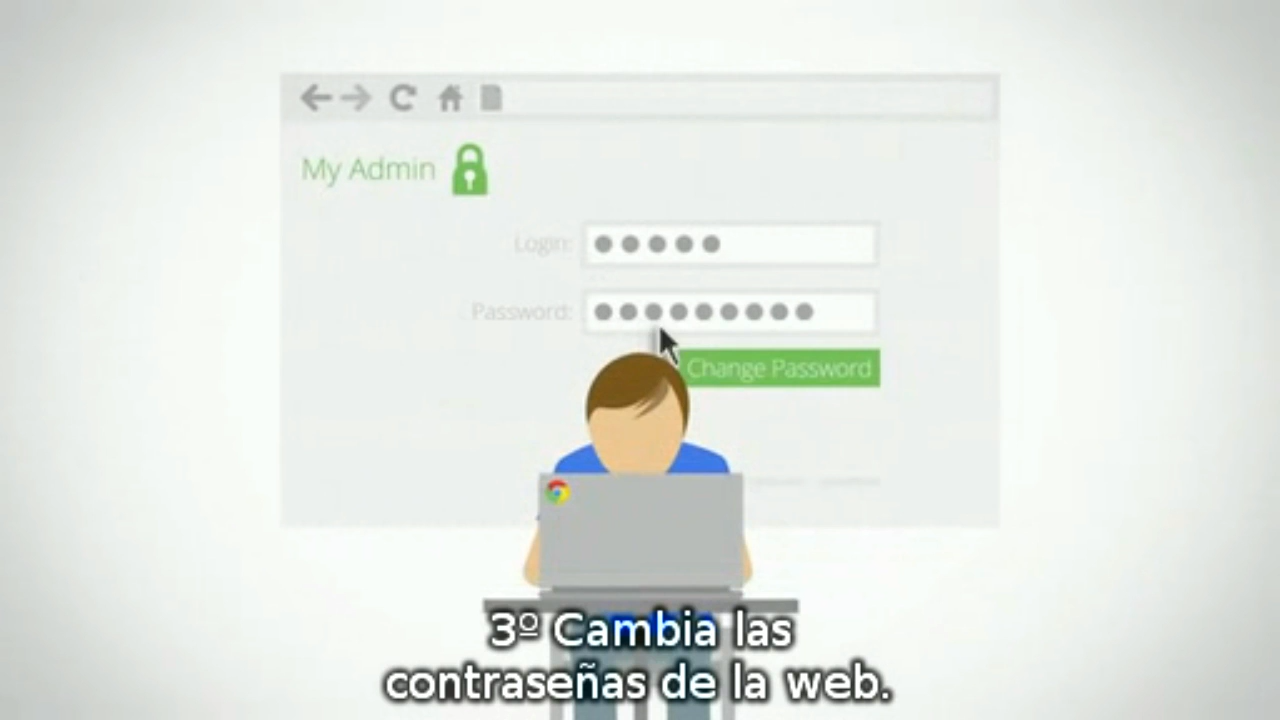 My Admin
Login:
Password:
Change Password
3º Cambia las
contraseñas de la web.